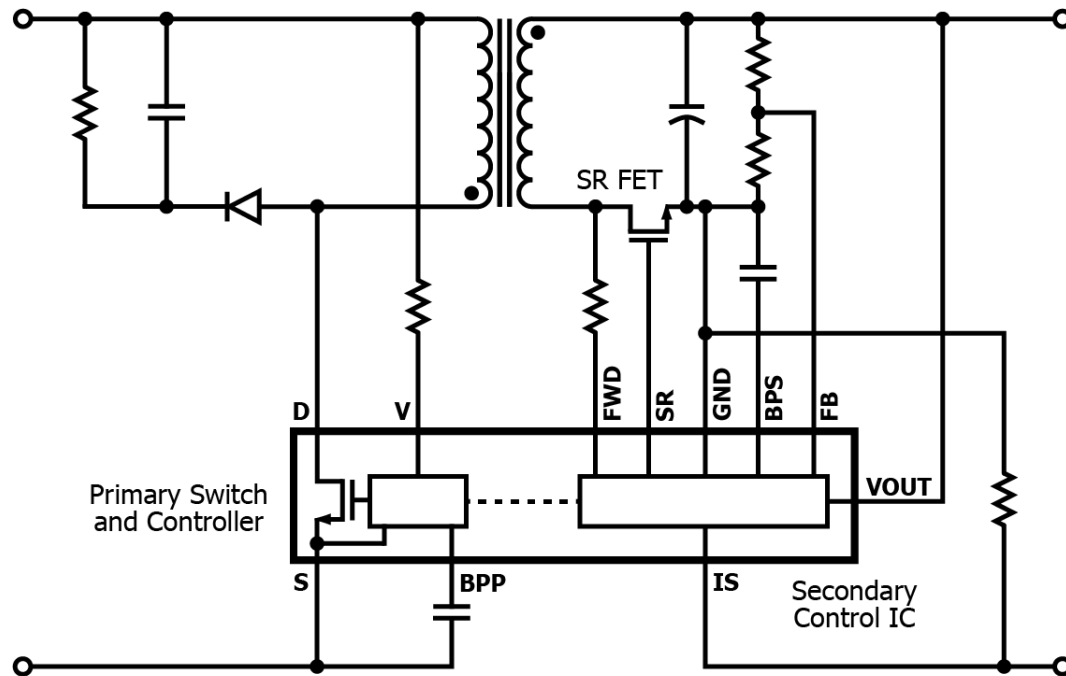 SR FET
D
V
FWD
SR
GND
BPS
FB
VOUT
Primary Switch
and Controller
S
BPP
IS
Secondary
Control IC